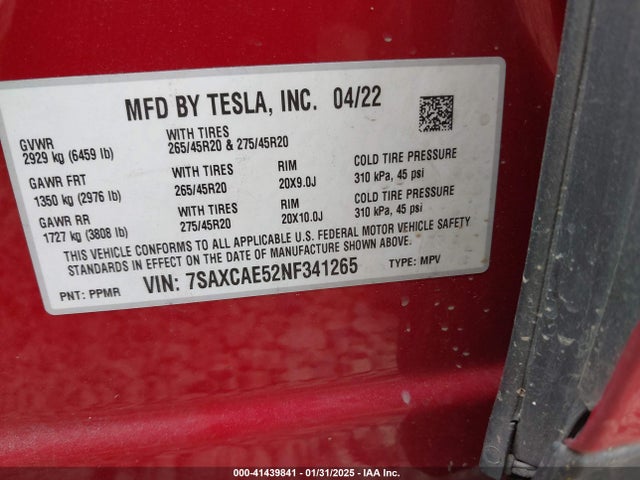 MFD BY TESLA, INC. 04/22
GVWR
2929 kg (6459 lb)
WITH TIRES
265/45R20 & 275/45R20
GAWR FRT
1350 kg (2976 lb)
WITH TIRES
265/45R20
RIM
20X9.0J
COLD TIRE PRESSURE
310 kPa, 45 psi
GAWR RR
1727 kg (3808 lb)
WITH TIRES
275/45R20
RIM
20X10.0J
COLD TIRE PRESSURE
310 kPa, 45 psi
THIS VEHICLE CONFORMS TO ALL APPLICABLE U.S. FEDERAL MOTOR VEHICLE SAFETY
STANDARDS IN EFFECT ON THE DATE OF MANUFACTURE SHOWN ABOVE.
PNT: PPMR VIN: 7SAXCAE52NF341265 TYPE: MPV
000-41439841 - 01/31/2025 - IAA Inc.